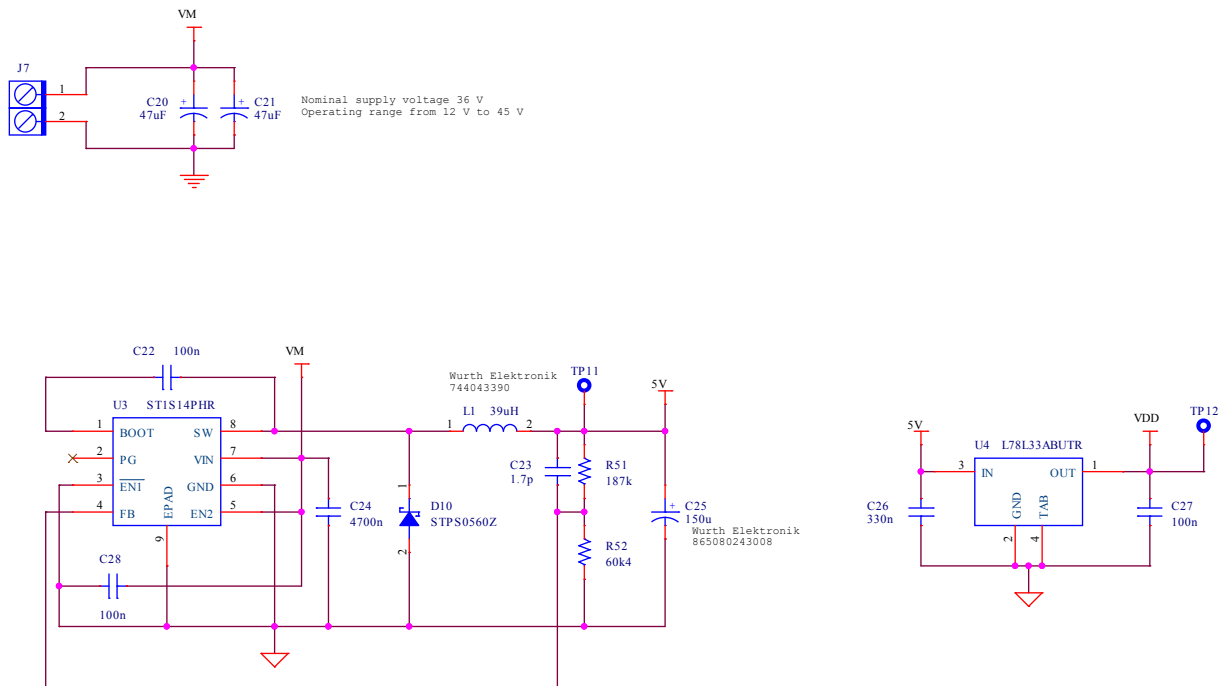 VM
J7
1
2
C20
47uF
+
C21
47uF
+
Nominal supply voltage 36 V
Operating range from 12 V to 45 V
C22 100n
VM
Wurth Elektronik
744043390
TP11
5V
U3 ST1S14PHR
1 BOOT SW 8
2 PG VIN 7
3 EN1 GND 6
4 FB EN2 5
EPAD
9
L1 39uH
1 2
C23
1.7p
R51
187k
C24
4700n
1
D10
STPS0560Z
2
+ C25
150u
Wurth Elektronik
865080243008
R52
60k4
C28
100n
5V
VDD
TP12
U4 L78L33ABUTR
3 IN OUT 1
GND
TAB
2
4
C26
330n
C27
100n